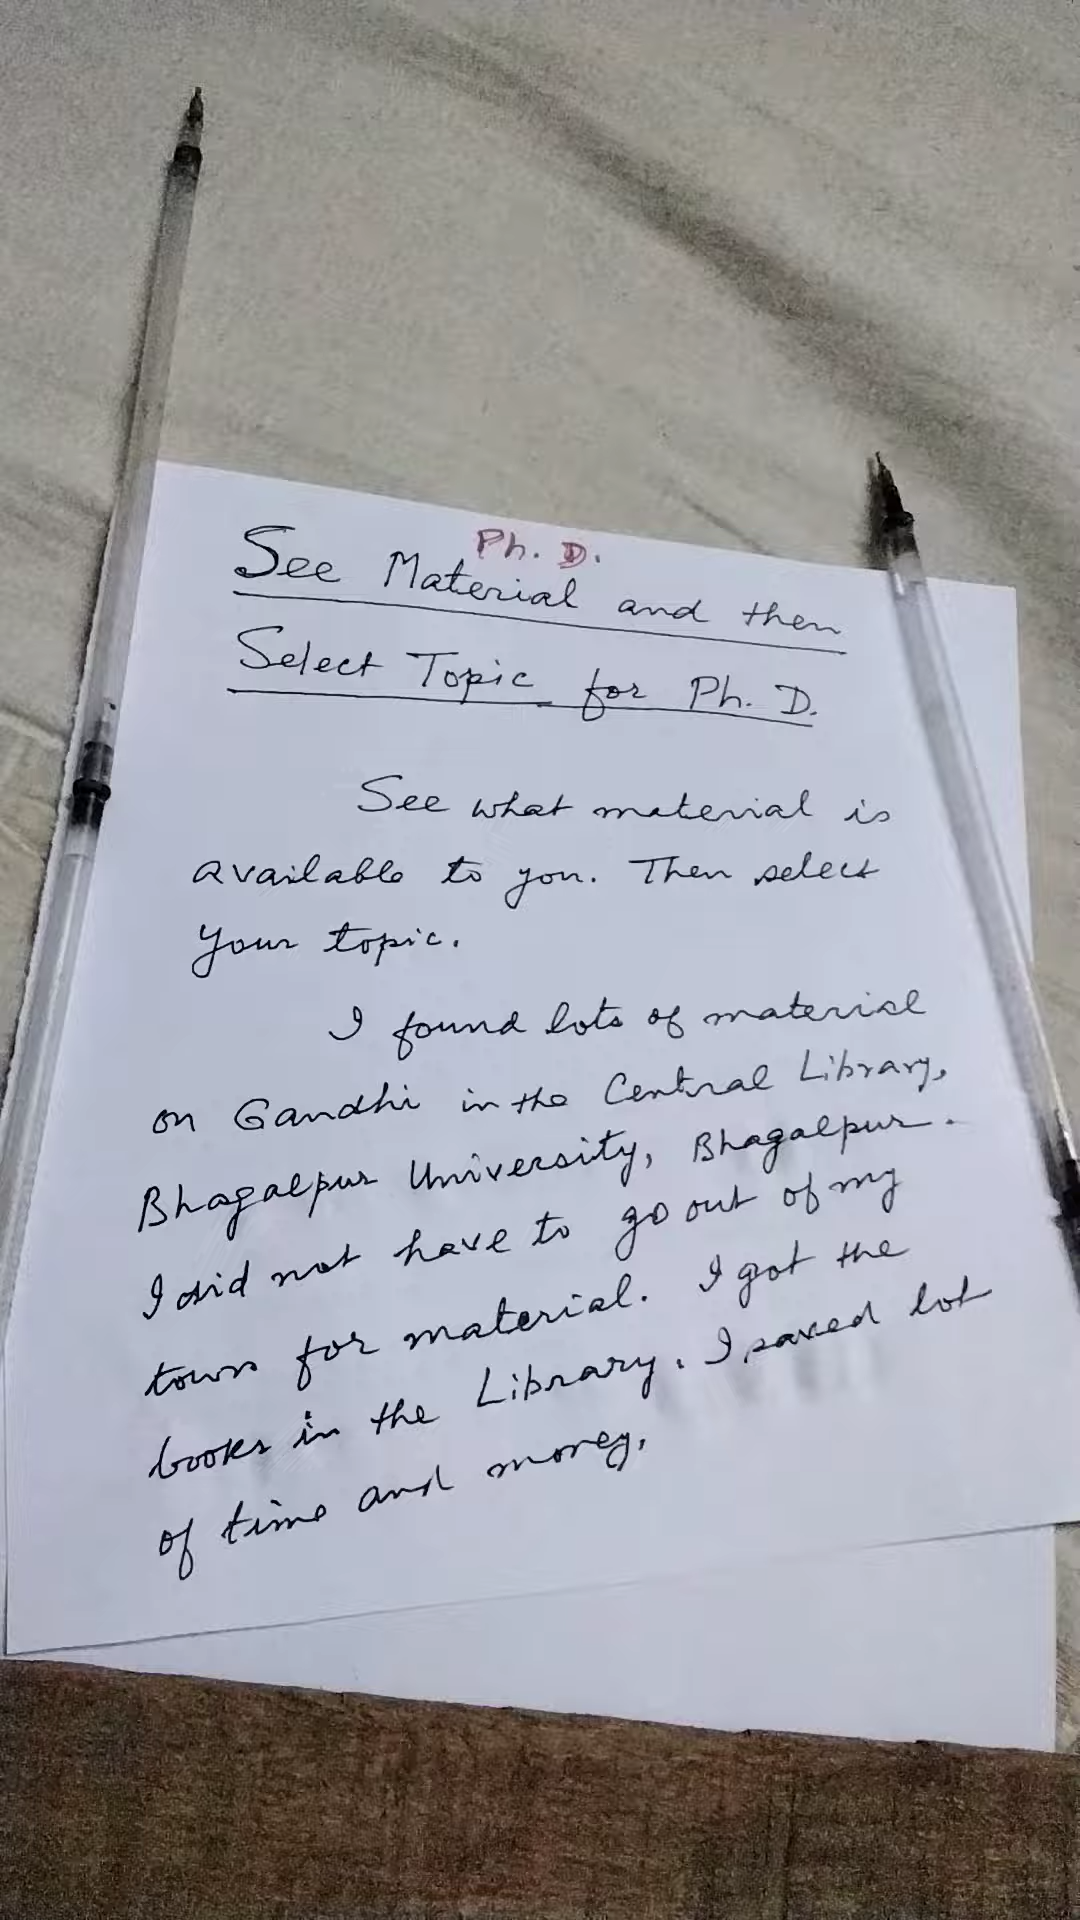 Ph. D.
See Material and then
Select Topic for Ph. D.
See what material is
available to you. Then select
your topic.
I found lots of material
on Gandhi in the Central Library,
Bhagalpur University, Bhagalpur.
I did not have to go out of my
town for material. I got the
books in the Library. I saved lot
of time and money.